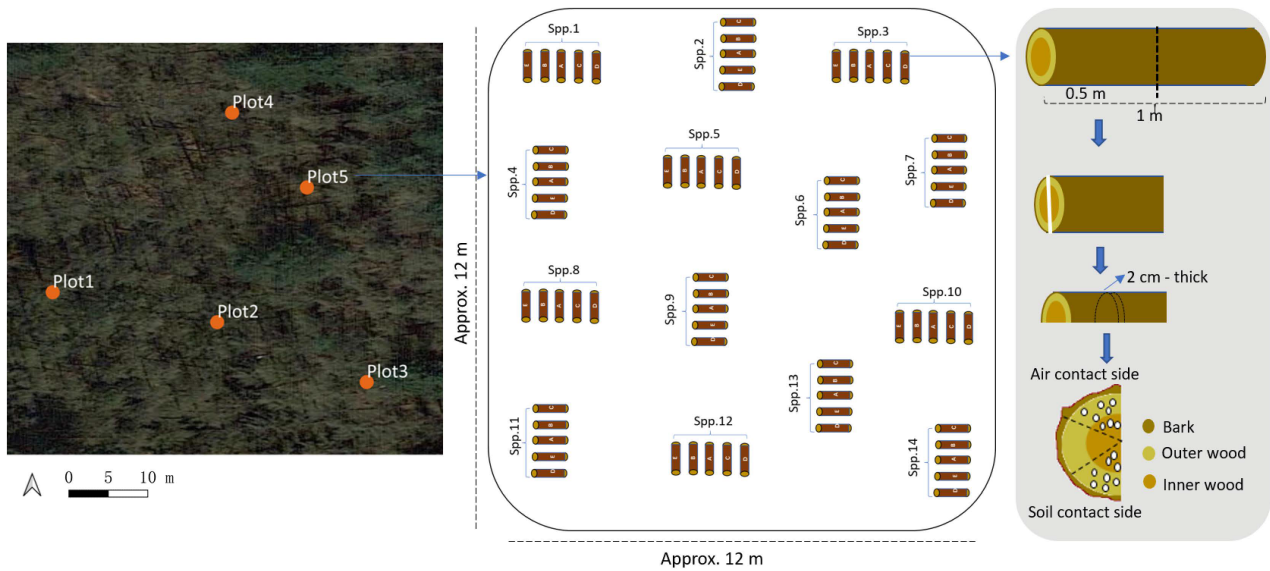 Plot4
Plot5
Plot1
Plot2
Plot3
0 5 10 m
Approx. 12 m
Spp.1
E B A C D
Spp.2
C
B
A
E
D
Spp.3
E B A C D
Spp.4
C
B
A
E
D
Spp.5
E B A C D
Spp.6
C
B
A
E
D
Spp.7
C
B
A
E
D
Spp.8
E B A C D
Spp.9
C
B
A
E
D
Spp.10
E B A C D
Spp.11
C
B
A
E
D
Spp.12
E B A C D
Spp.13
C
B
A
E
D
Spp.14
C
B
A
E
D
Approx. 12 m
0.5 m
1 m
2 cm - thick
Air contact side
Bark
Outer wood
Inner wood
Soil contact side